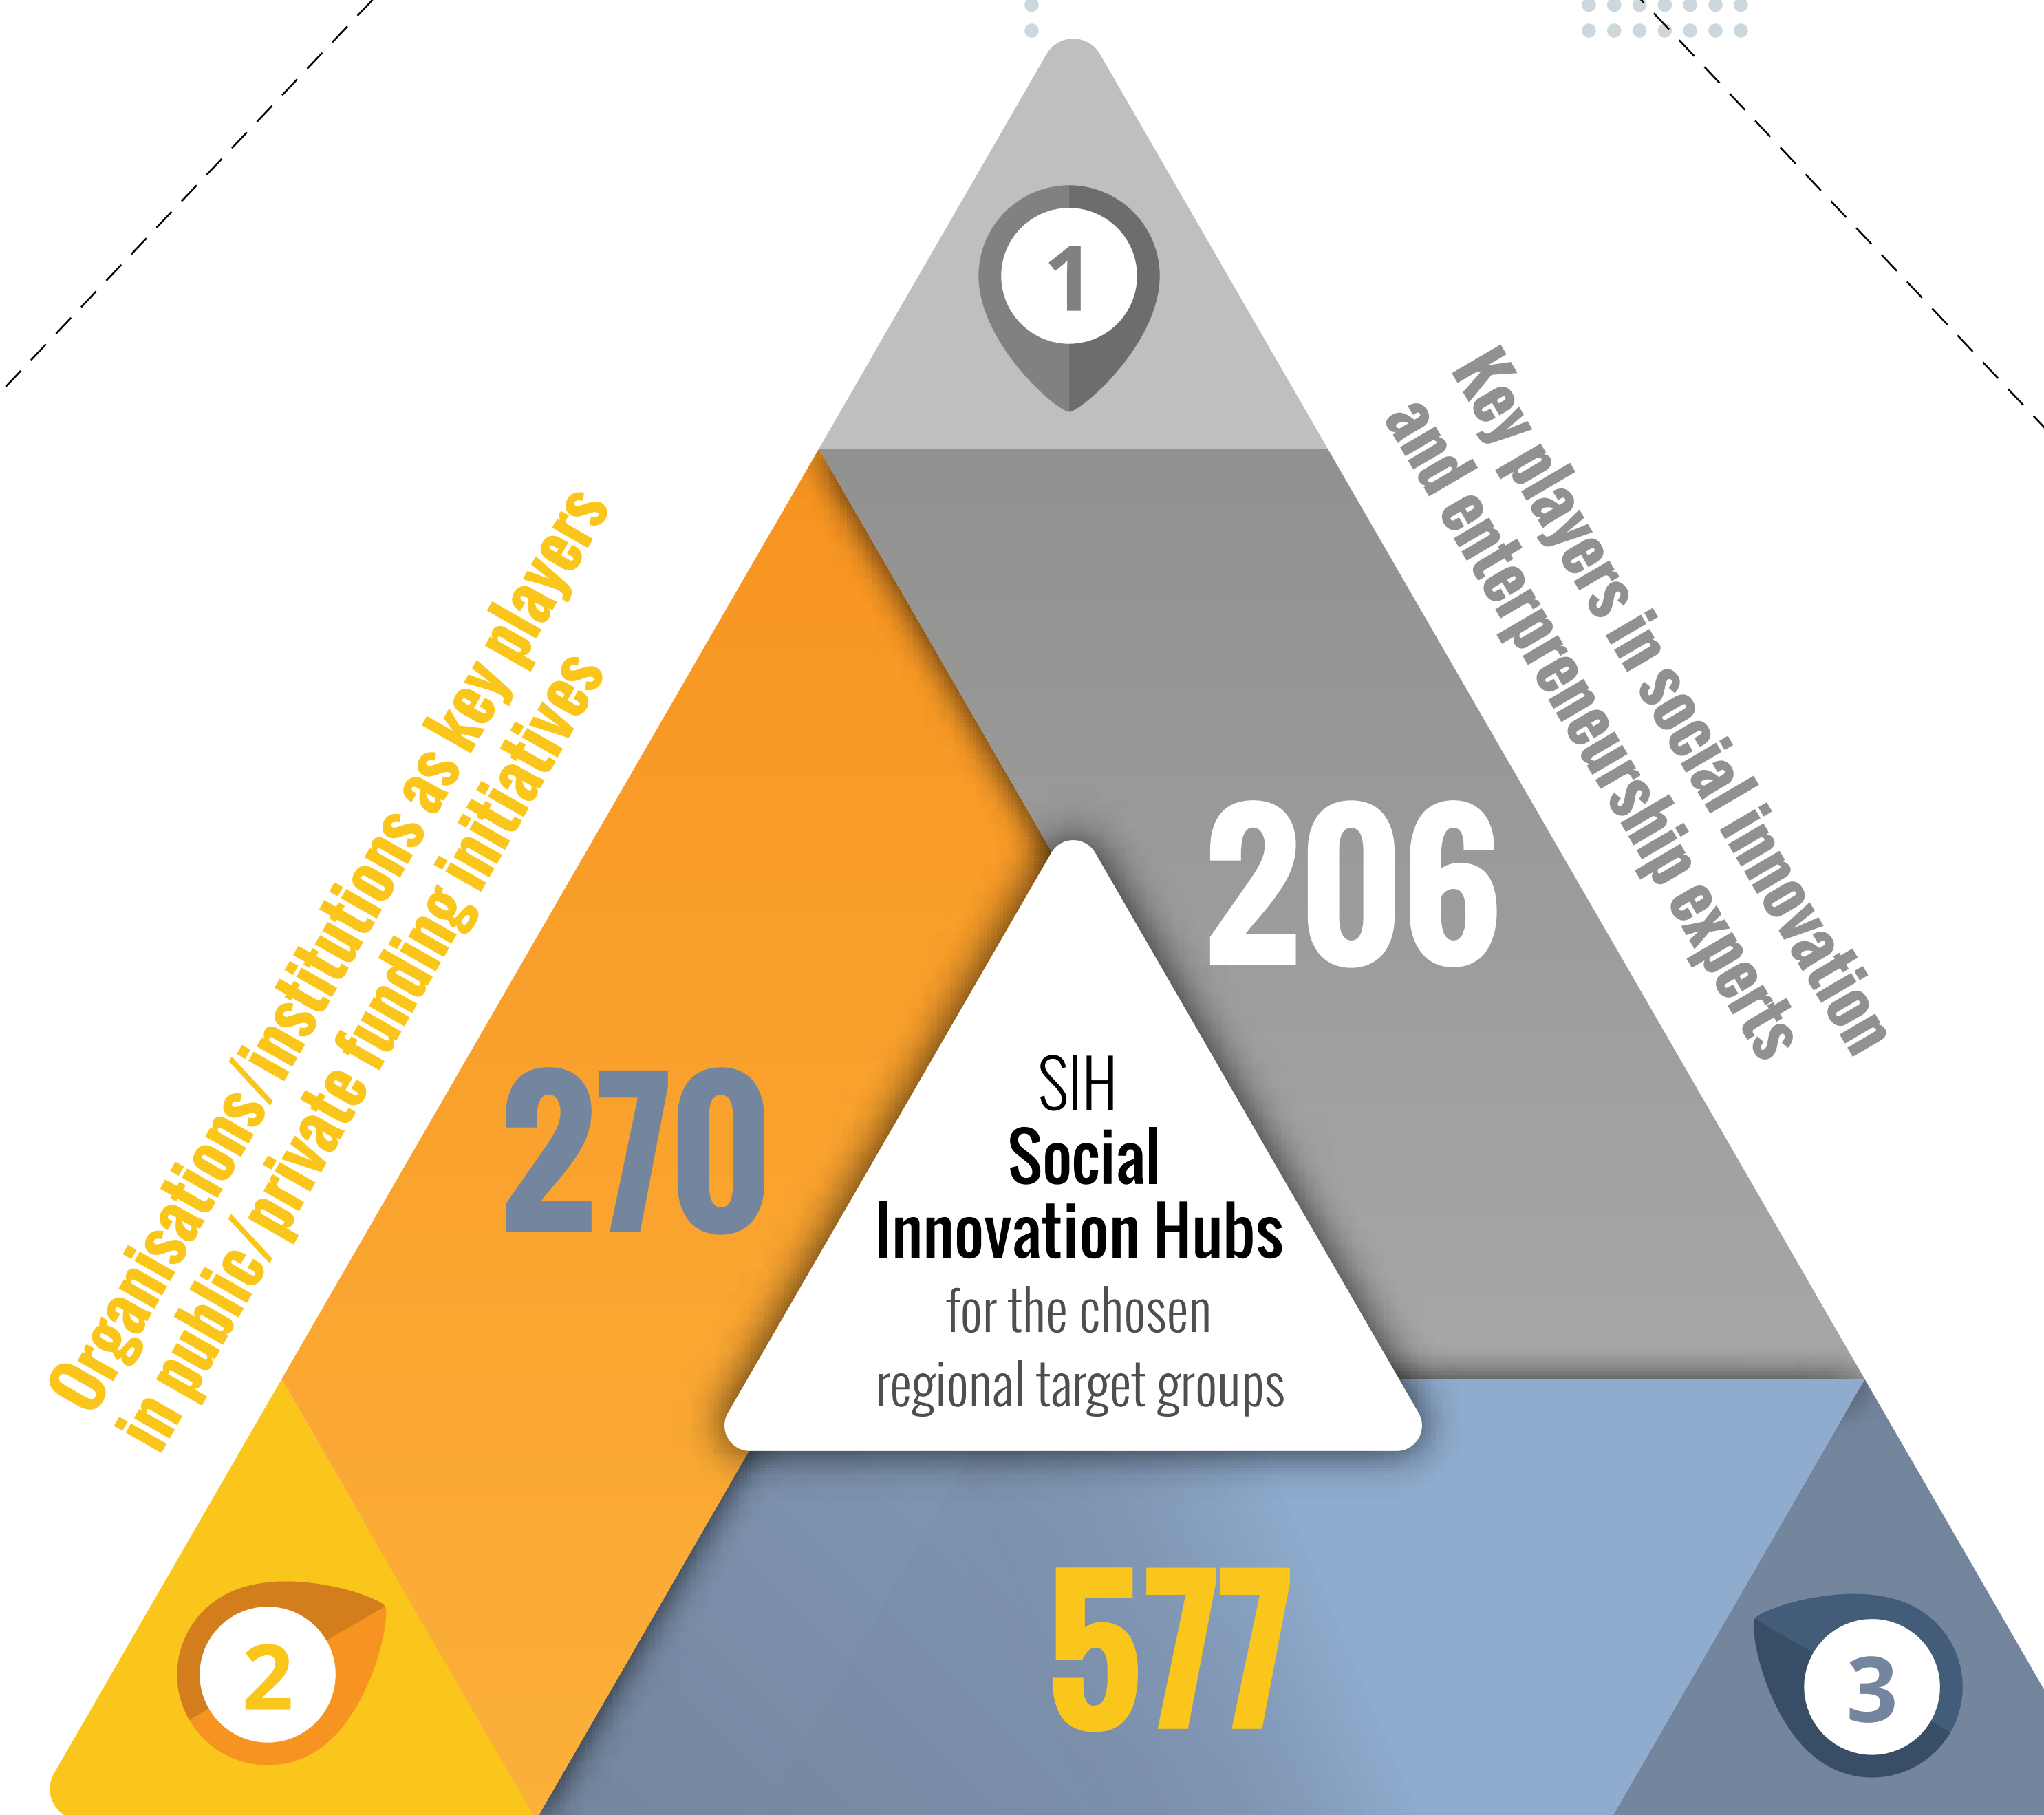 1
Key players in social innovation
and enterpreneurship experts
206
Organisations/institutions as key players
in public/private funding initiatives
270
SIH
Social
Innovation Hubs
for the chosen
regional target groups
577
2
3